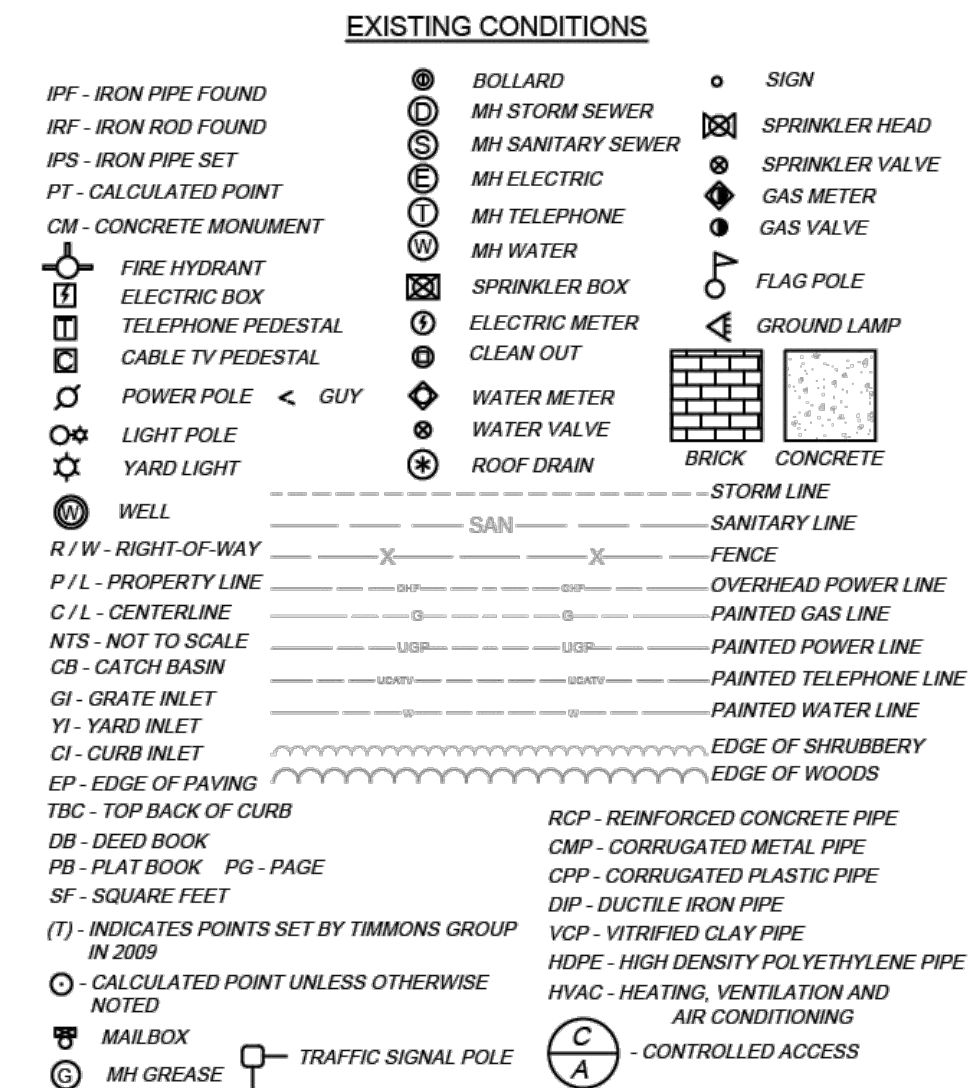 EXISTING CONDITIONS
IPF - IRON PIPE FOUND
IRF - IRON ROD FOUND
IPS - IRON PIPE SET
PT - CALCULATED POINT
CM - CONCRETE MONUMENT
FIRE HYDRANT
ELECTRIC BOX
T TELEPHONE PEDESTAL
C CABLE TV PEDESTAL
POWER POLE < GUY
LIGHT POLE
YARD LIGHT
W WELL
BOLLARD
D MH STORM SEWER
S MH SANITARY SEWER
E MH ELECTRIC
T MH TELEPHONE
W MH WATER
SPRINKLER BOX
ELECTRIC METER
CLEAN OUT
WATER METER
WATER VALVE
ROOF DRAIN
SIGN
SPRINKLER HEAD
SPRINKLER VALVE
GAS METER
GAS VALVE
FLAG POLE
GROUND LAMP
BRICK CONCRETE
STORM LINE
SAN SANITARY LINE
X X FENCE
OHP OHP OVERHEAD POWER LINE
G G PAINTED GAS LINE
UGP UGP PAINTED POWER LINE
UCATV UCATV PAINTED TELEPHONE LINE
W W PAINTED WATER LINE
EDGE OF SHRUBBERY
EDGE OF WOODS
R / W - RIGHT-OF-WAY
P / L - PROPERTY LINE
C / L - CENTERLINE
NTS - NOT TO SCALE
CB - CATCH BASIN
GI - GRATE INLET
YI - YARD INLET
CI - CURB INLET
EP - EDGE OF PAVING
TBC - TOP BACK OF CURB
DB - DEED BOOK
PB - PLAT BOOK PG - PAGE
SF - SQUARE FEET
(T) - INDICATES POINTS SET BY TIMMONS GROUP
IN 2009
- CALCULATED POINT UNLESS OTHERWISE
NOTED
MAILBOX
G MH GREASE
TRAFFIC SIGNAL POLE
RCP - REINFORCED CONCRETE PIPE
CMP - CORRUGATED METAL PIPE
CPP - CORRUGATED PLASTIC PIPE
DIP - DUCTILE IRON PIPE
VCP - VITRIFIED CLAY PIPE
HDPE - HIGH DENSITY POLYETHYLENE PIPE
HVAC - HEATING, VENTILATION AND
AIR CONDITIONING
C
A
- CONTROLLED ACCESS